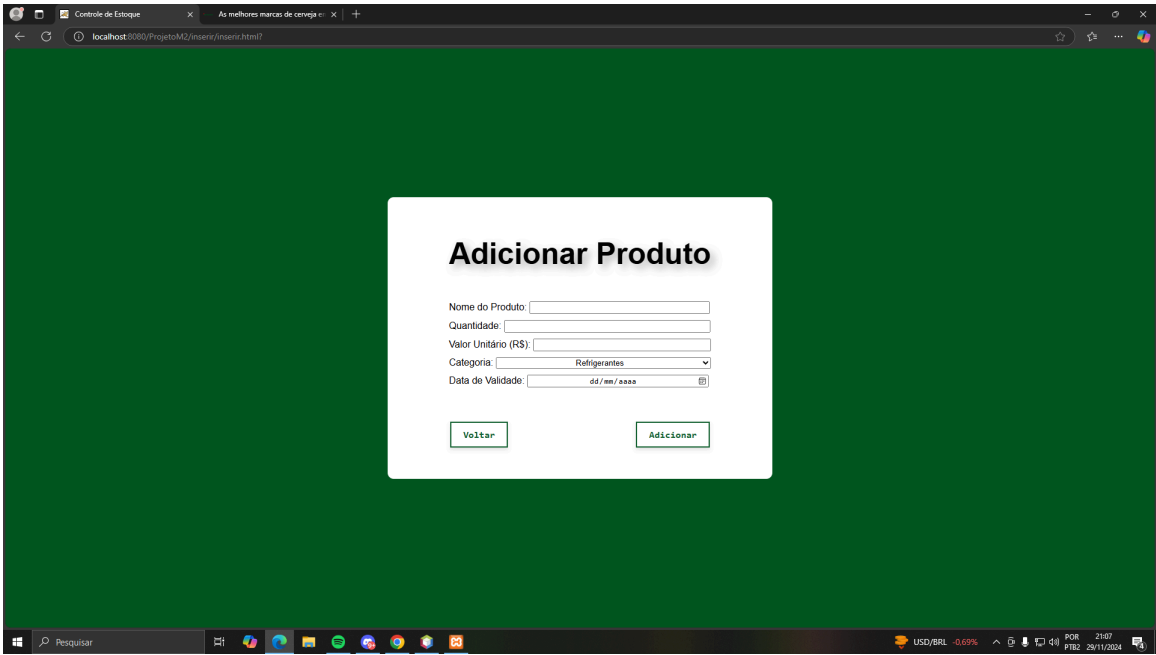 Controle de Estoque
As melhores marcas de cerveja en
localhost:8080/ProjetoM2/inserir/inserir.html?
Adicionar Produto
Nome do Produto:
Quantidade:
Valor Unitário (R$):
Categoria: Refrigerantes
Data de Validade: dd/mm/aaaa
Voltar Adicionar
Pesquisar USD/BRL -0,69% POR 21:07
PTB2 29/11/2024 4